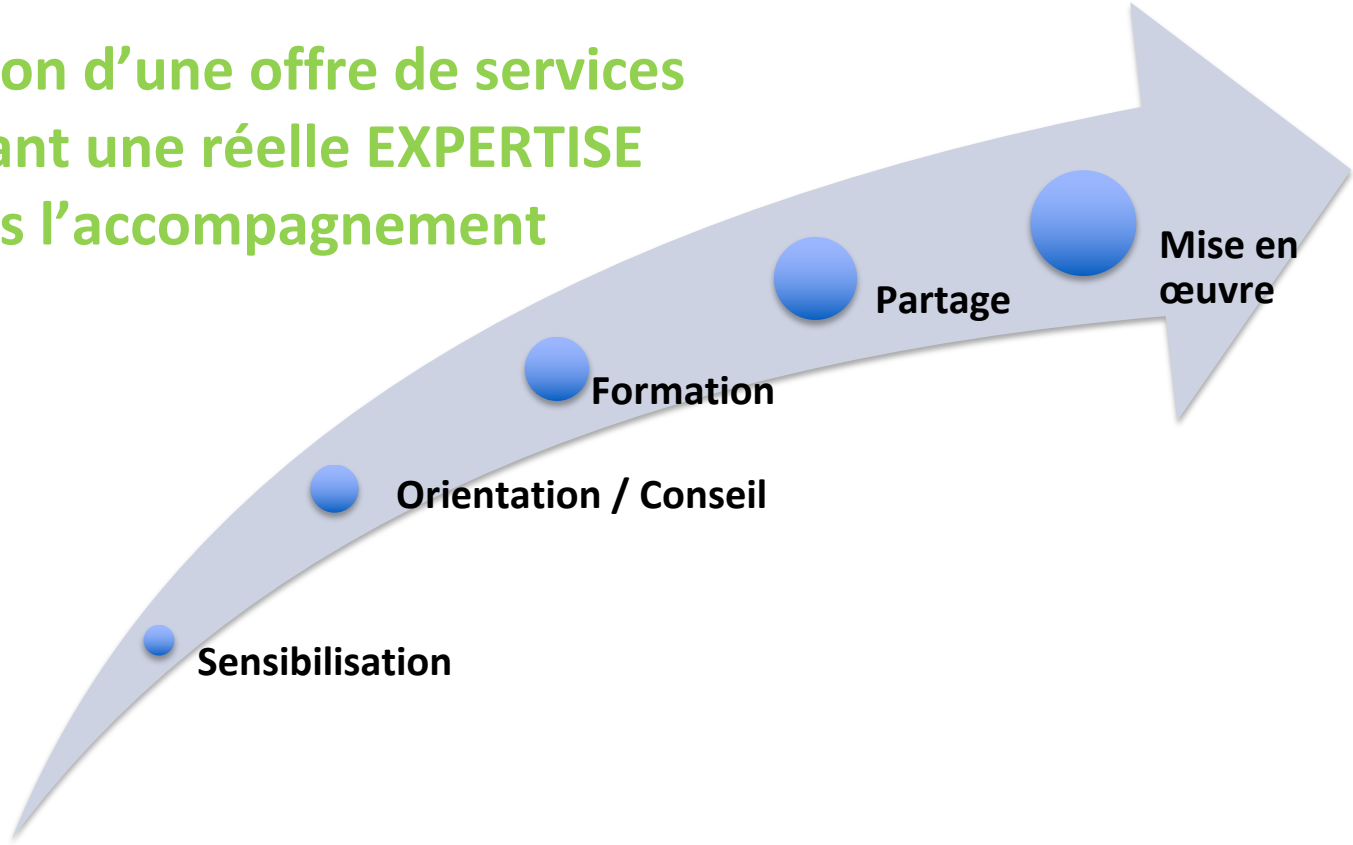 on d’une offre de services
ant une réelle EXPERTISE
s l’accompagnement
Mise en
œuvre
Partage
Formation
Orientation / Conseil
Sensibilisation